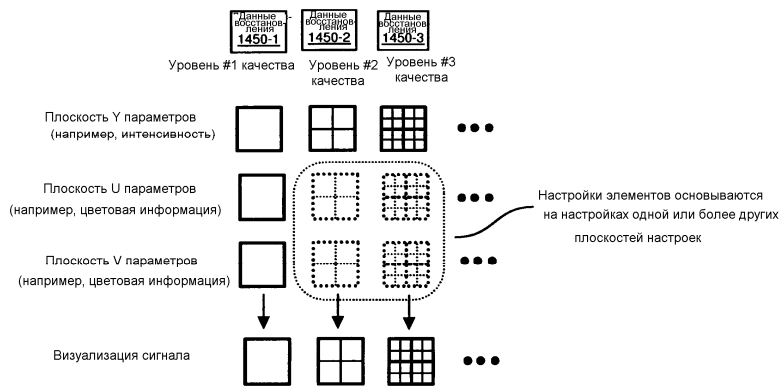 Данные
восстанов-
ления
1450-1
Данные
восстанов-
ления
1450-2
Данные
восстанов-
ления
1450-3
Уровень #1 качества
Уровень #2
качества
Уровень #3
качества
Плоскость Y параметров
(например, интенсивность)
Плоскость U параметров
(например, цветовая информация)
Настройки элементов основываются
на настройках одной или более других
плоскостей настроек
Плоскость V параметров
(например, цветовая информация)
Визуализация сигнала